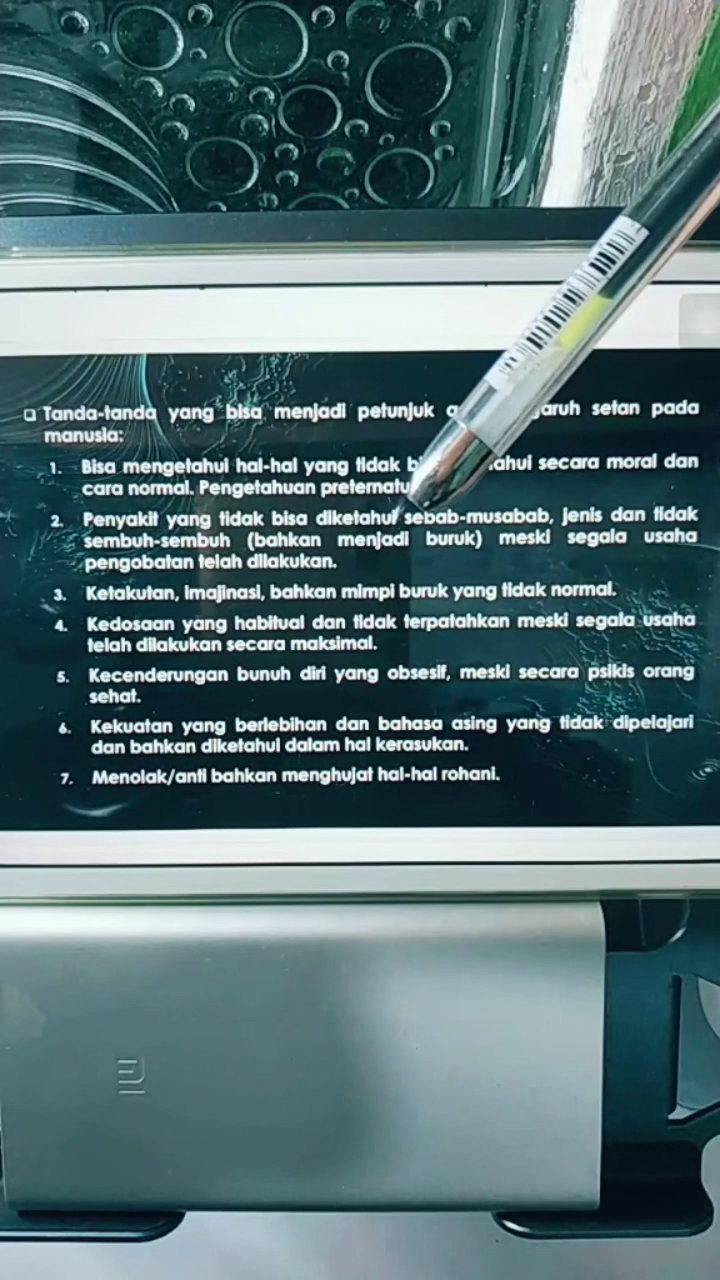 ❑ Tanda-tanda yang bisa menjadi petunjuk garuh setan pada
manusia:
1. Bisa mengetahui hal-hal yang tidak b ahui secara moral dan
cara normal. Pengetahuan preternatu
2. Penyakit yang tidak bisa diketahui sebab-musabab, jenis dan tidak
sembuh-sembuh (bahkan menjadi buruk) meski segala usaha
pengobatan telah dilakukan.
3. Ketakutan, imajinasi, bahkan mimpi buruk yang tidak normal.
4. Kedosaan yang habitual dan tidak terpatahkan meski segala usaha
telah dilakukan secara maksimal.
5. Kecenderungan bunuh diri yang obsesif, meski secara psikis orang
sehat.
6. Kekuatan yang berlebihan dan bahasa asing yang tidak dipelajari
dan bahkan diketahui dalam hal kerasukan.
7. Menolak/anti bahkan menghujat hal-hal rohani.